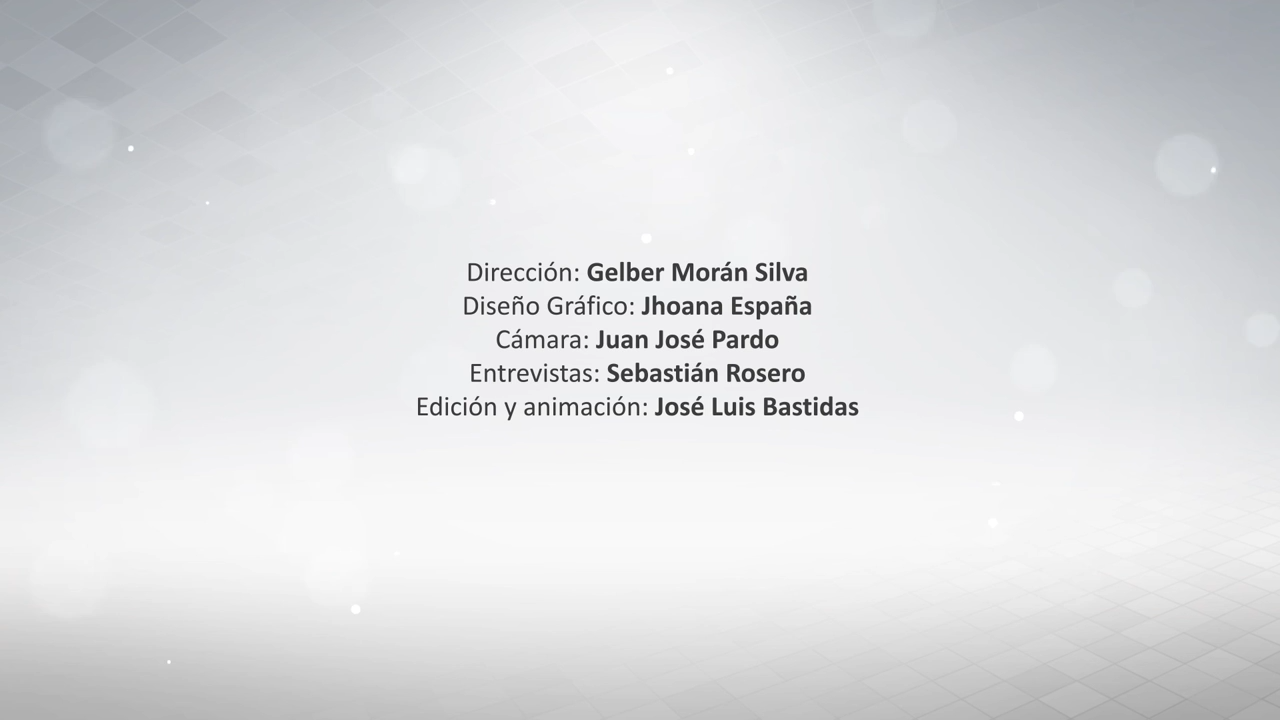 Dirección: Gelber Morán Silva
Diseño Gráfico: Jhoana España
Cámara: Juan José Pardo
Entrevistas: Sebastián Rosero
Edición y animación: José Luis Bastidas